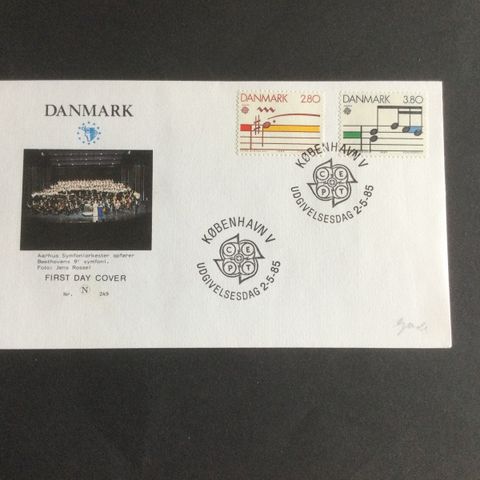 DANMARK
Aarhus Symfoniorkester opfører
Beethovens 9' symfoni.
Foto: Jens Rossel
FIRST DAY COVER
Nr. N 249
DANMARK 2.80
DANMARK 3.80
KØBENHAVN V
CEPT
UDGIVELSESDAG 2-5-85
KØBENHAVN V
CEPT
UDGIVELSESDAG 2-5-85